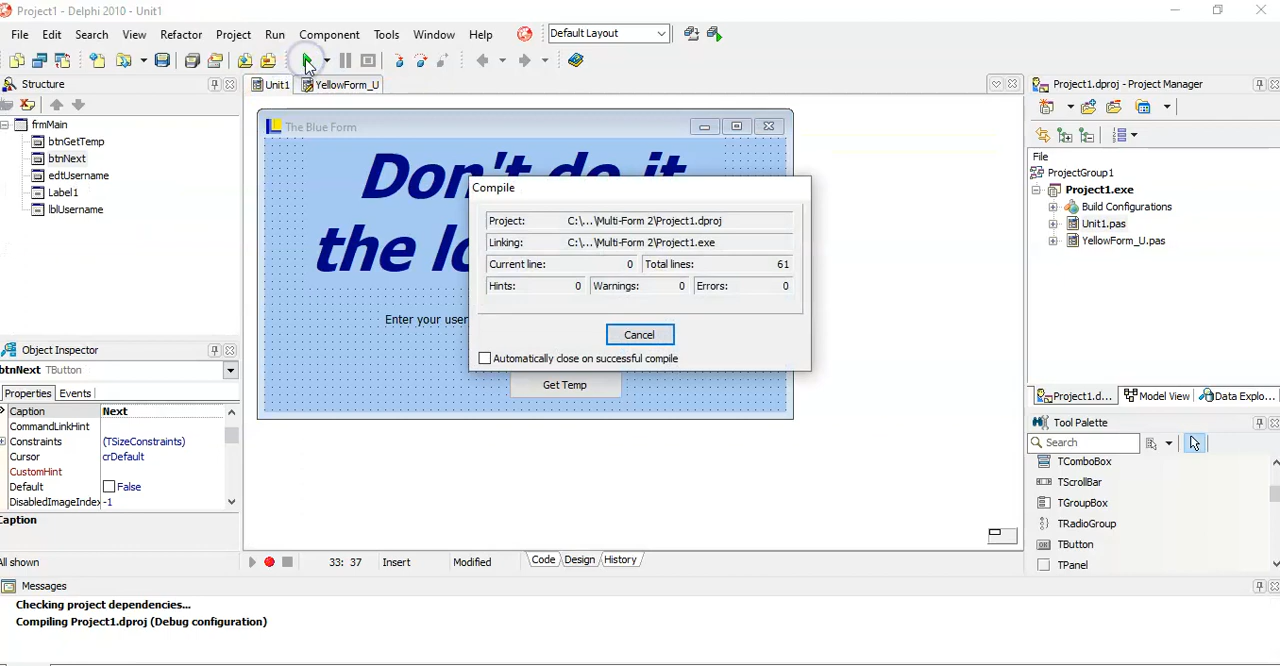 Project1 - Delphi 2010 - Unit1
File Edit Search View Refactor Project Run Component Tools Window Help Default Layout
Structure
Unit1 YellowForm_U
Project1.dproj - Project Manager
frmMain
btnGetTemp
btnNext
edtUsername
Label1
lblUsername
The Blue Form
Don't do it
the lo
Enter your user
Get Temp
Compile
Project: C:\...\Multi-Form 2\Project1.dproj
Linking: C:\...\Multi-Form 2\Project1.exe
Current line: 0 Total lines: 61
Hints: 0 Warnings: 0 Errors: 0
Cancel
Automatically close on successful compile
File
ProjectGroup1
Project1.exe
Build Configurations
Unit1.pas
YellowForm_U.pas
Project1.d... Model View Data Explo...
Object Inspector
btnNext TButton
Properties Events
Caption Next
CommandLinkHint
Constraints (TSizeConstraints)
Cursor crDefault
CustomHint
Default False
DisabledImageIndex -1
Caption
All shown
Tool Palette
Search
TComboBox
TScrollBar
TGroupBox
TRadioGroup
TButton
TPanel
33: 37 Insert Modified Code Design History
Messages
Checking project dependencies...
Compiling Project1.dproj (Debug configuration)